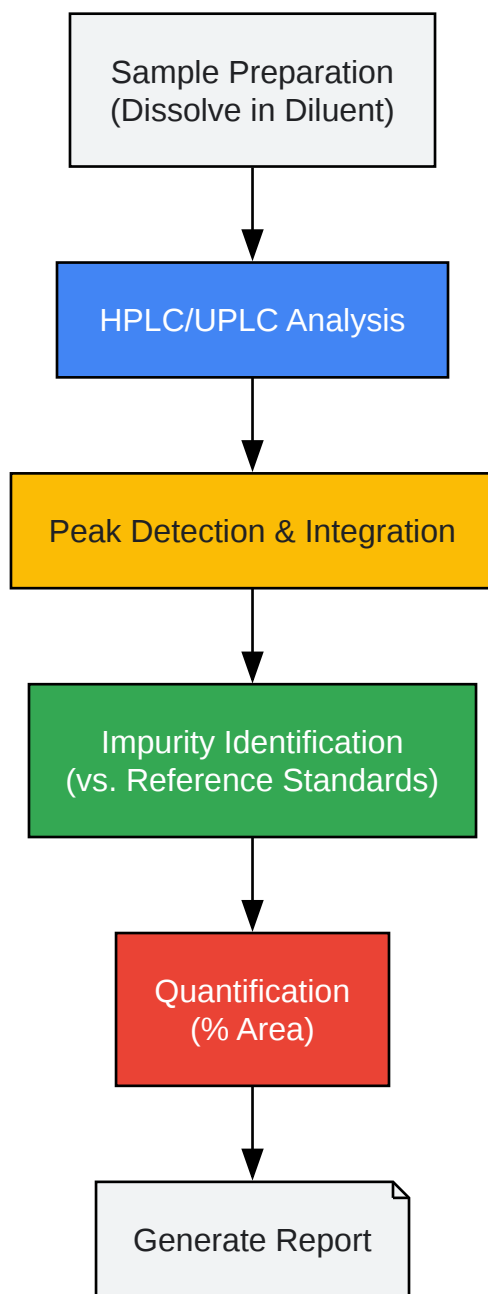 Sample Preparation
(Dissolve in Diluent)
HPLC/UPLC Analysis
Peak Detection & Integration
Impurity Identification
(vs. Reference Standards)
Quantification
(% Area)
Generate Report